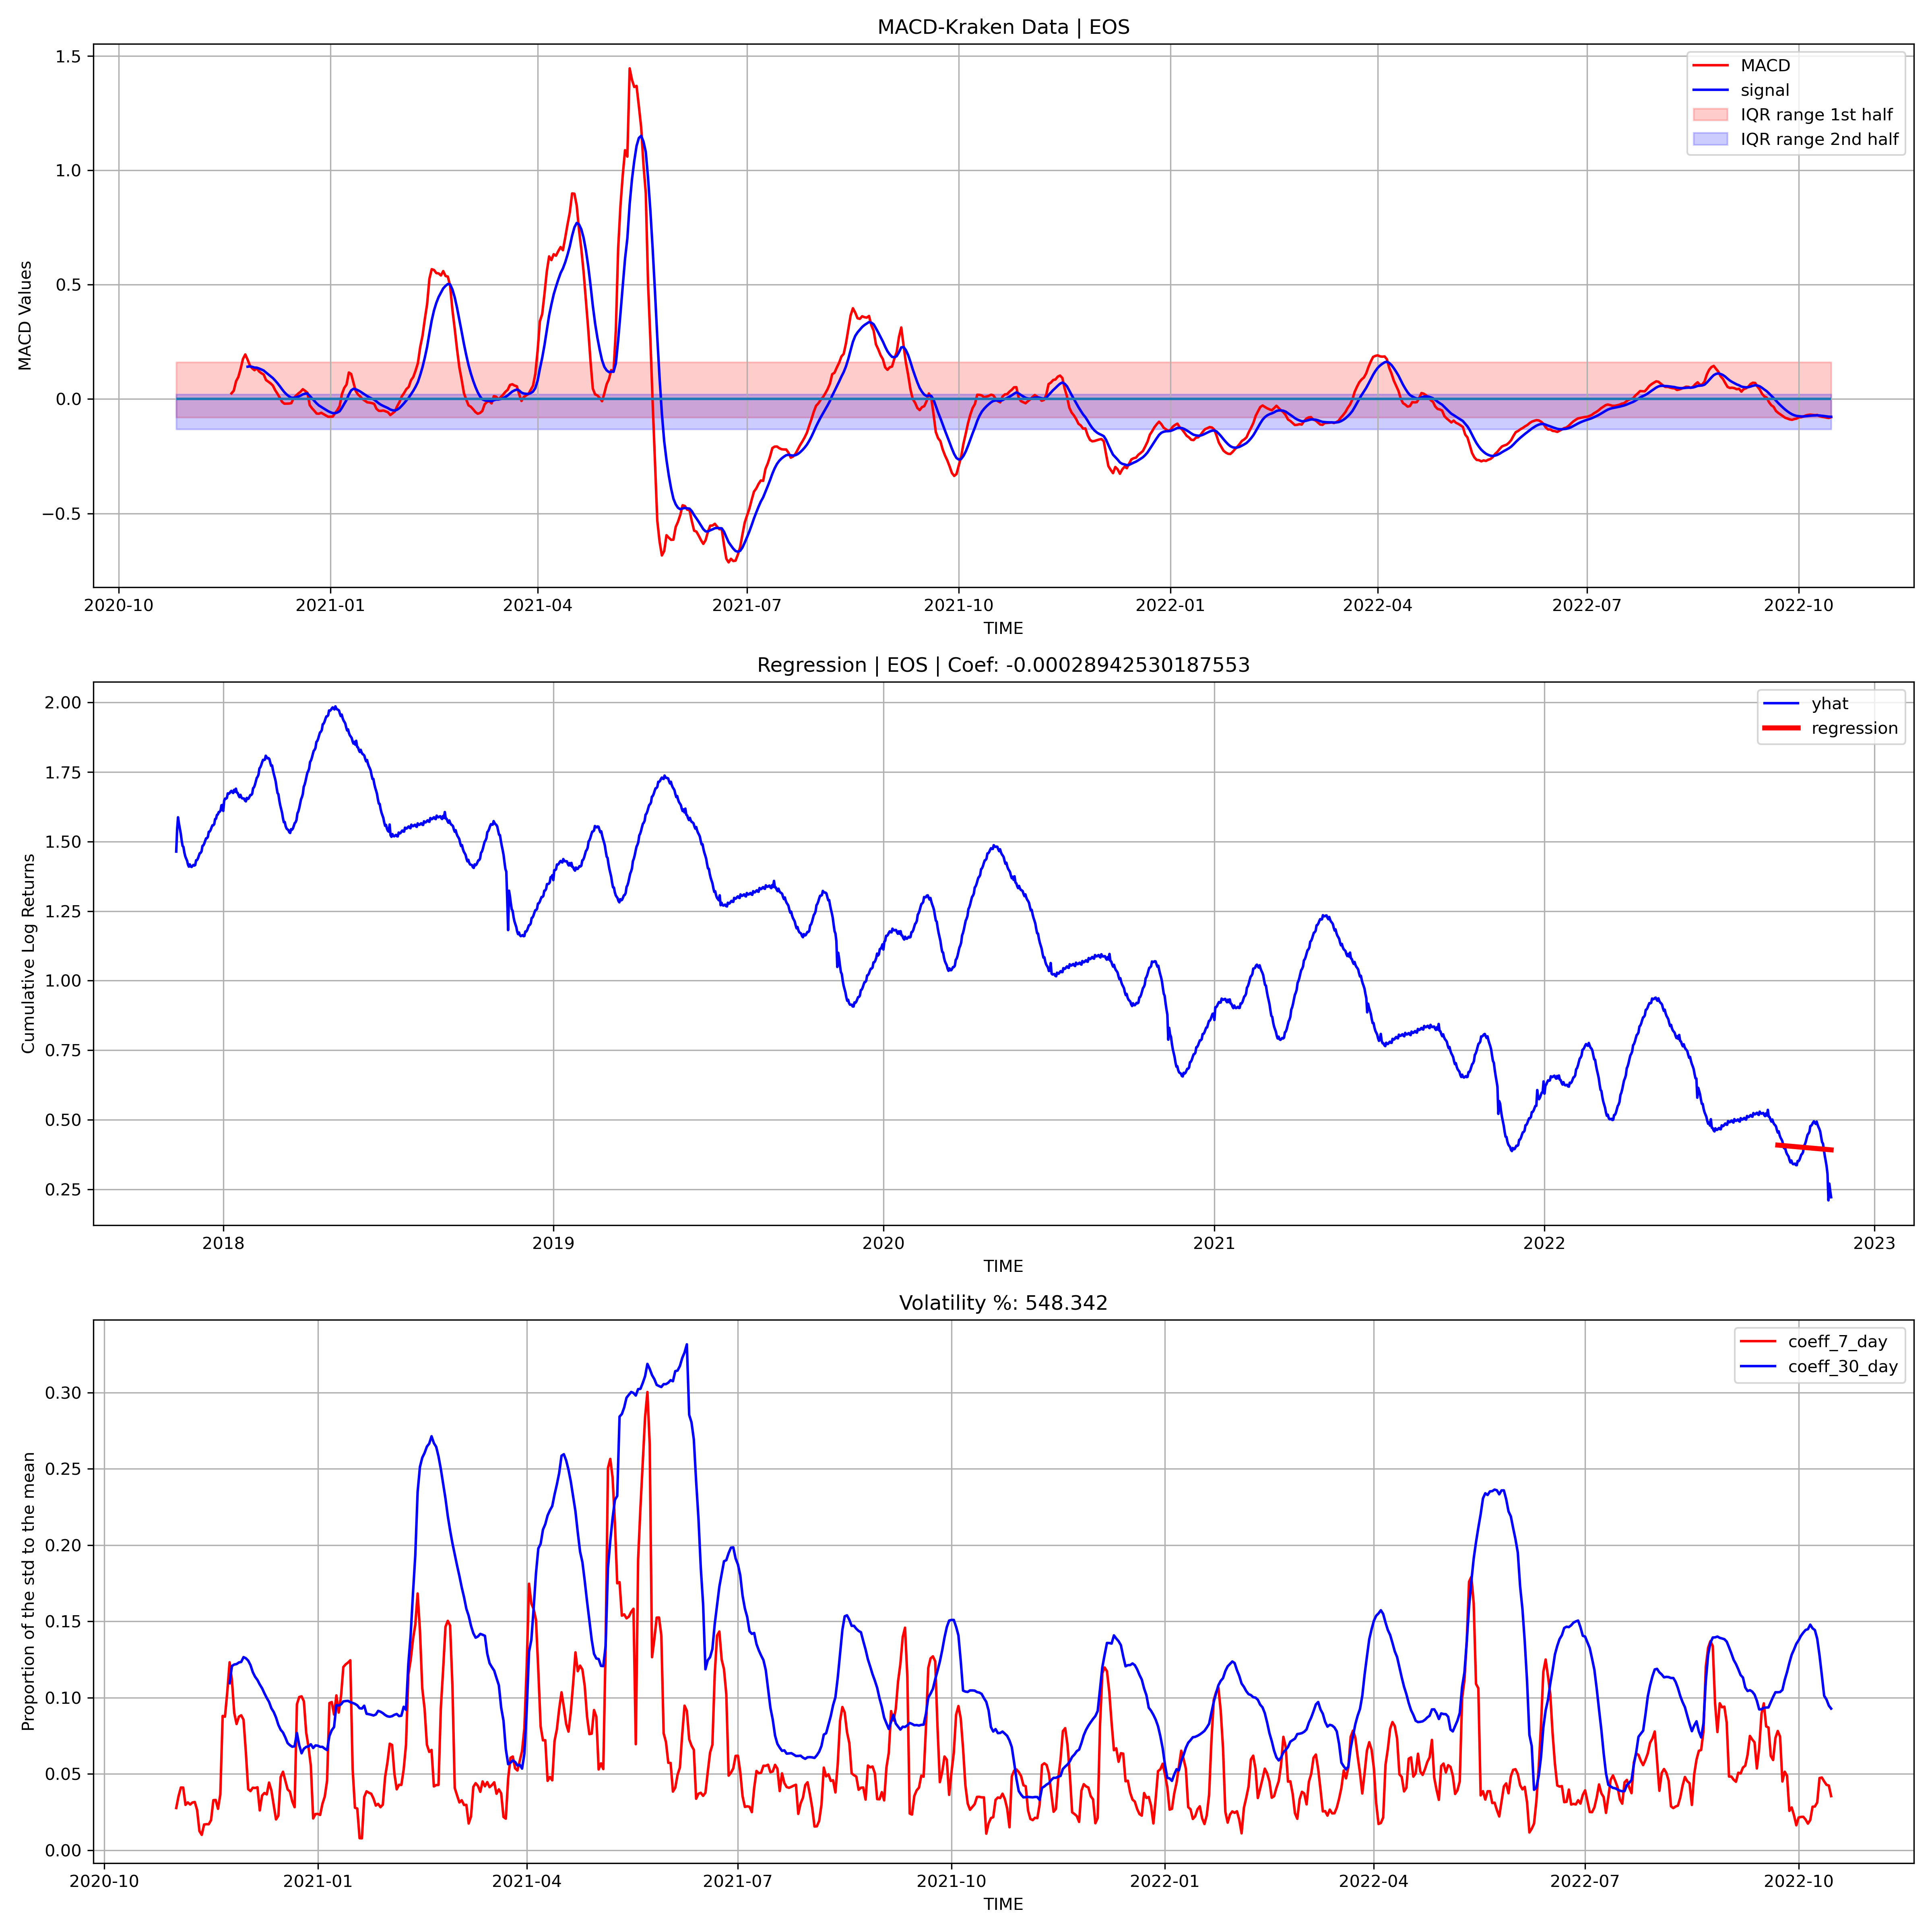 MACD-Kraken Data | EOS
MACD Values
1.5
1.0
0.5
0.0
−0.5
MACD
signal
IQR range 1st half
IQR range 2nd half
2020-10 2021-01 2021-04 2021-07 2021-10 2022-01 2022-04 2022-07 2022-10
TIME
Regression | EOS | Coef: -0.00028942530187553
Cumulative Log Returns
2.00
1.75
1.50
1.25
1.00
0.75
0.50
0.25
yhat
regression
2018 2019 2020 2021 2022 2023
TIME
Volatility %: 548.342
Proportion of the std to the mean
0.30
0.25
0.20
0.15
0.10
0.05
0.00
coeff_7_day
coeff_30_day
2020-10 2021-01 2021-04 2021-07 2021-10 2022-01 2022-04 2022-07 2022-10
TIME